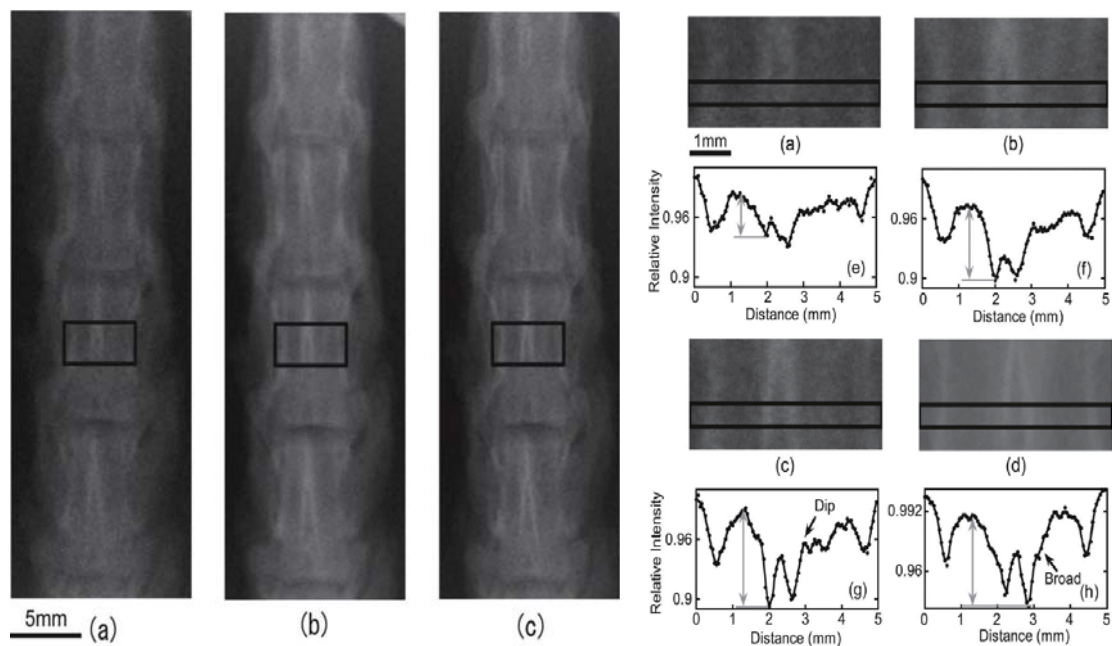 5mm
(a)
(b)
(c)
(a)
(b)
1mm
Relative Intensity
0.96
0.9
(e)
0 1 2 3 4 5
Distance (mm)
0.96
0.9
(f)
0 1 2 3 4 5
Distance (mm)
(c)
(d)
Relative Intensity
0.96
0.9
Dip
(g)
0 1 2 3 4 5
Distance (mm)
0.992
0.96
Broad
(h)
0 1 2 3 4 5
Distance (mm)